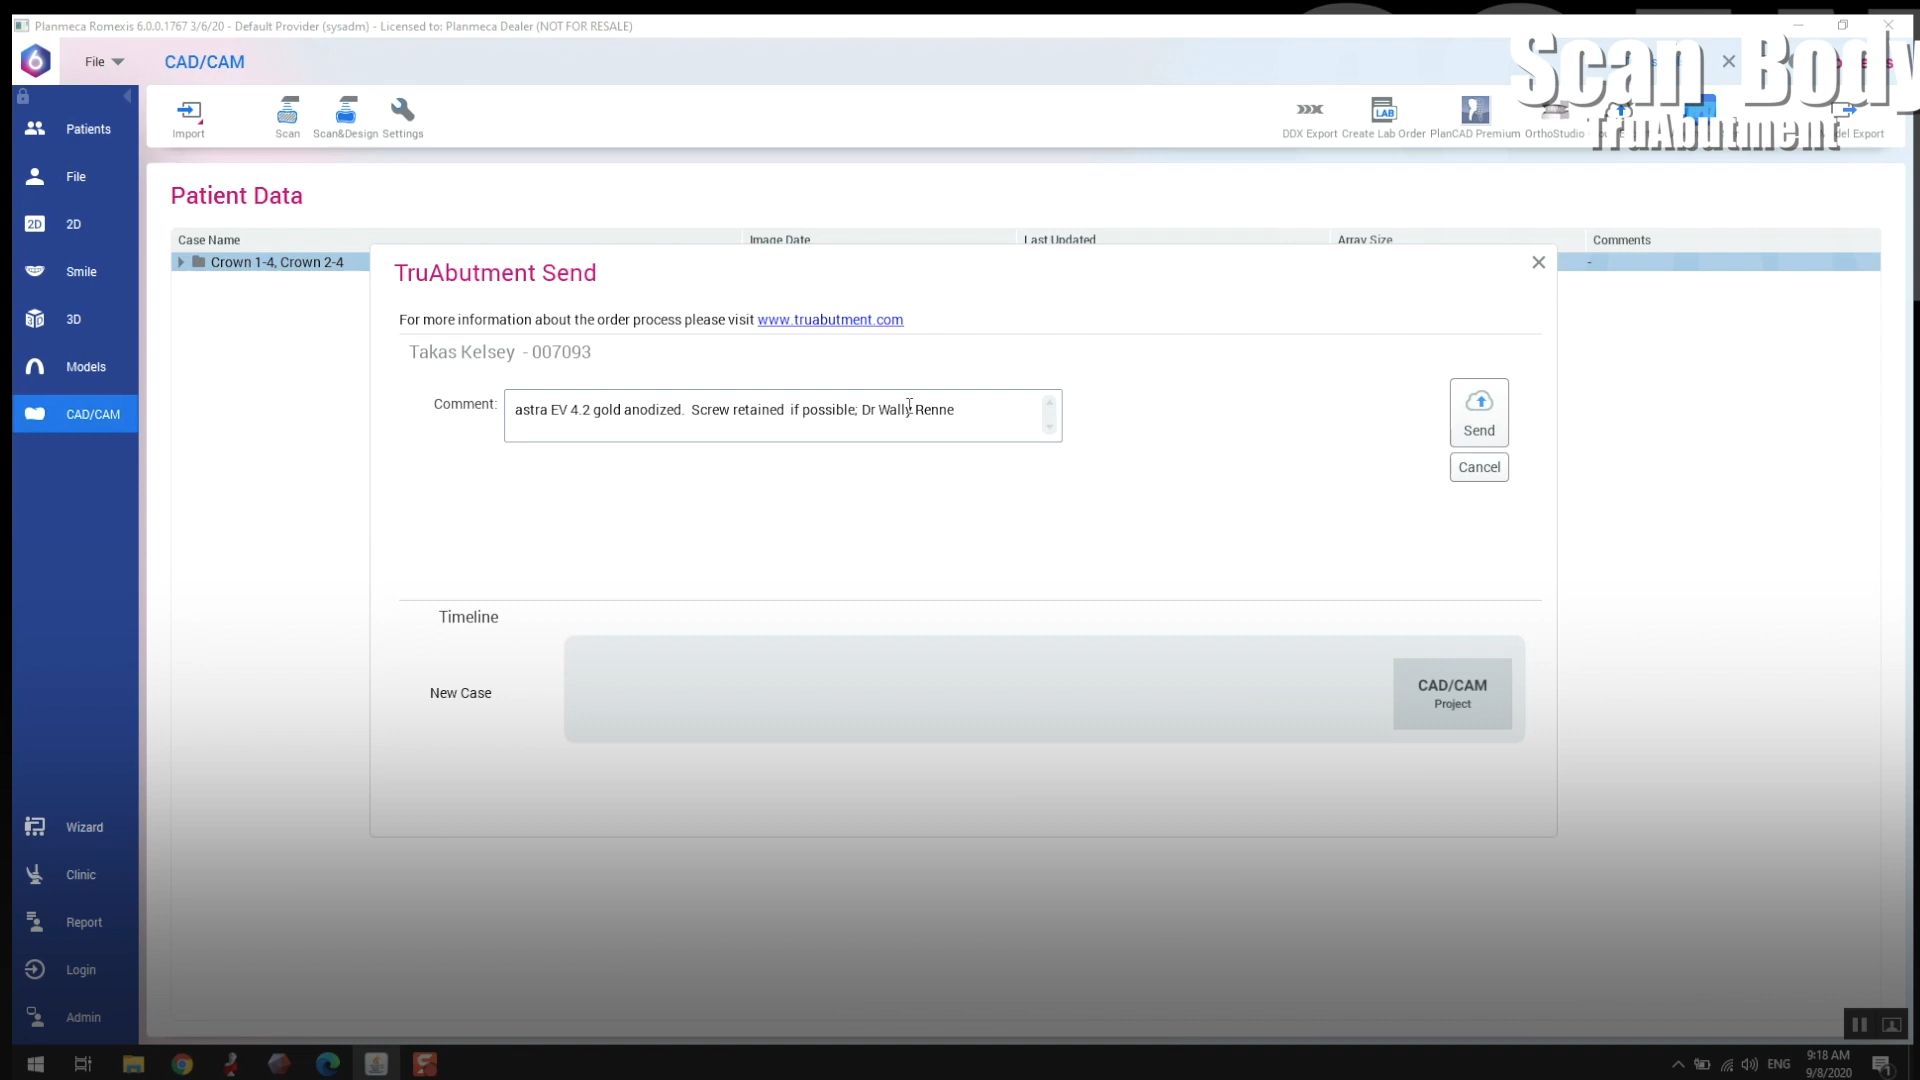 Planmeca Romexis 6.0.0.1767 3/6/20 - Default Provider (sysadm) - Licensed to: Planmeca Dealer (NOT FOR RESALE)
6
File
CAD/CAM
Scan Body
TruAbutment
Import
Scan
Scan&Design
Settings
DDX Export
Create Lab Order
LAB
PlanCAD Premium
OrthoStudio
Export
Patients
File
2D
2D
Smile
3D
Models
CAD/CAM
Wizard
Clinic
Report
Login
Admin
Patient Data
Case Name
Image Date
Last Updated
Array Size
Comments
Crown 1-4, Crown 2-4
-
TruAbutment Send
For more information about the order process please visit www.truabutment.com
Takas Kelsey - 007093
Comment:
astra EV 4.2 gold anodized. Screw retained if possible; Dr Wally Renne
Send
Cancel
Timeline
New Case
CAD/CAM
Project
ENG
9:18 AM
9/8/2020
1